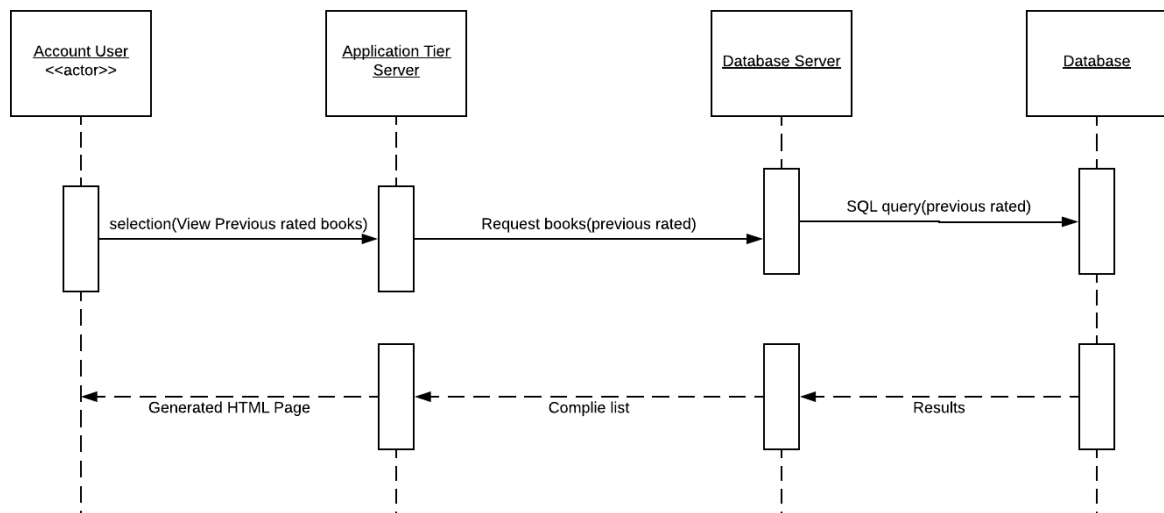 Account User
<<actor>>
Application Tier
Server
Database Server
Database
selection(View Previous rated books)
Request books(previous rated)
SQL query(previous rated)
Generated HTML Page
Complie list
Results